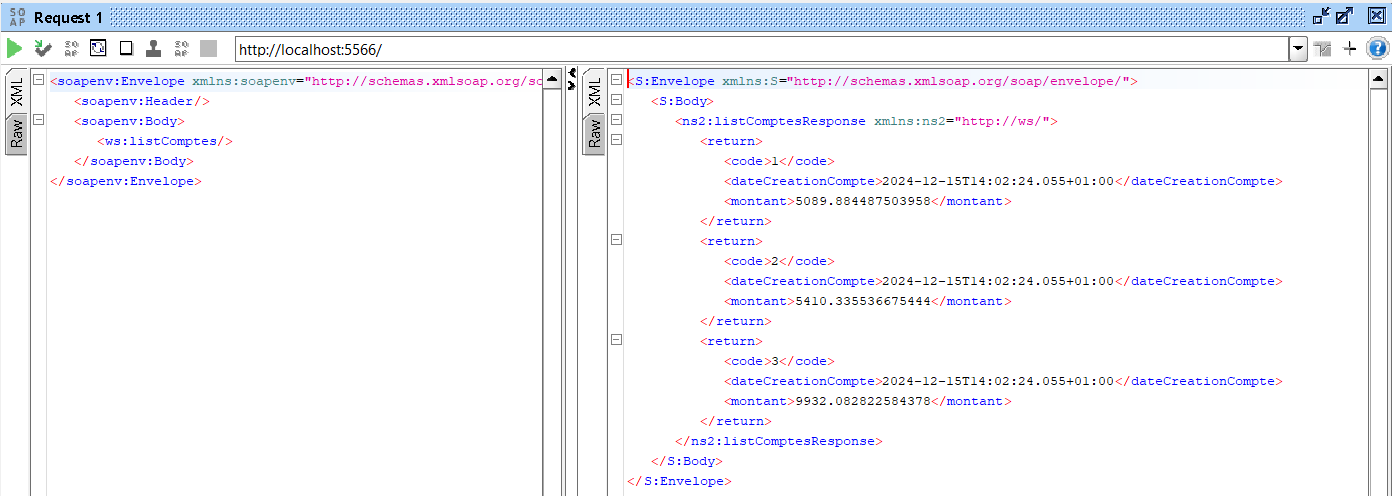 SO
AP
Request 1
SO
AP
SO
AP
http://localhost:5566/
XML
Raw
<soapenv:Envelope xmlns:soapenv="http://schemas.xmlsoap.org/so
   <soapenv:Header/>
   <soapenv:Body>
      <ws:listComptes/>
   </soapenv:Body>
</soapenv:Envelope>
XML
Raw
<S:Envelope xmlns:S="http://schemas.xmlsoap.org/soap/envelope/">
   <S:Body>
      <ns2:listComptesResponse xmlns:ns2="http://ws/">
         <return>
            <code>1</code>
            <dateCreationCompte>2024-12-15T14:02:24.055+01:00</dateCreationCompte>
            <montant>5089.884487503958</montant>
         </return>
         <return>
            <code>2</code>
            <dateCreationCompte>2024-12-15T14:02:24.055+01:00</dateCreationCompte>
            <montant>5410.335536675444</montant>
         </return>
         <return>
            <code>3</code>
            <dateCreationCompte>2024-12-15T14:02:24.055+01:00</dateCreationCompte>
            <montant>9932.082822584378</montant>
         </return>
      </ns2:listComptesResponse>
   </S:Body>
</S:Envelope>